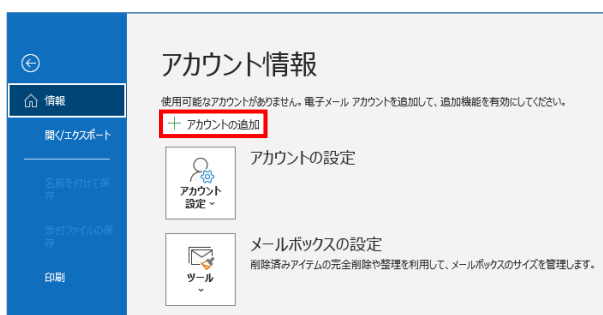 アカウント情報
情報
使用可能なアカウントがありません。電子メール アカウントを追加して、追加機能を有効にしてください。
＋ アカウントの追加
開く/エクスポート
アカウントの設定
アカウント
設定
名前を付けて保
存
添付ファイルの保
存
メールボックスの設定
削除済みアイテムの完全削除や整理を利用して、メールボックスのサイズを管理します。
ツール
印刷